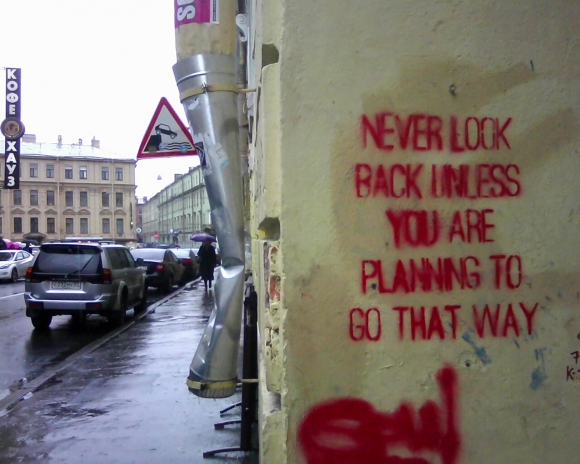 КОФЕ
ХАУЗ
NEVER LOOK
BACK UNLESS
YOU ARE
PLANNING TO
GO THAT WAY